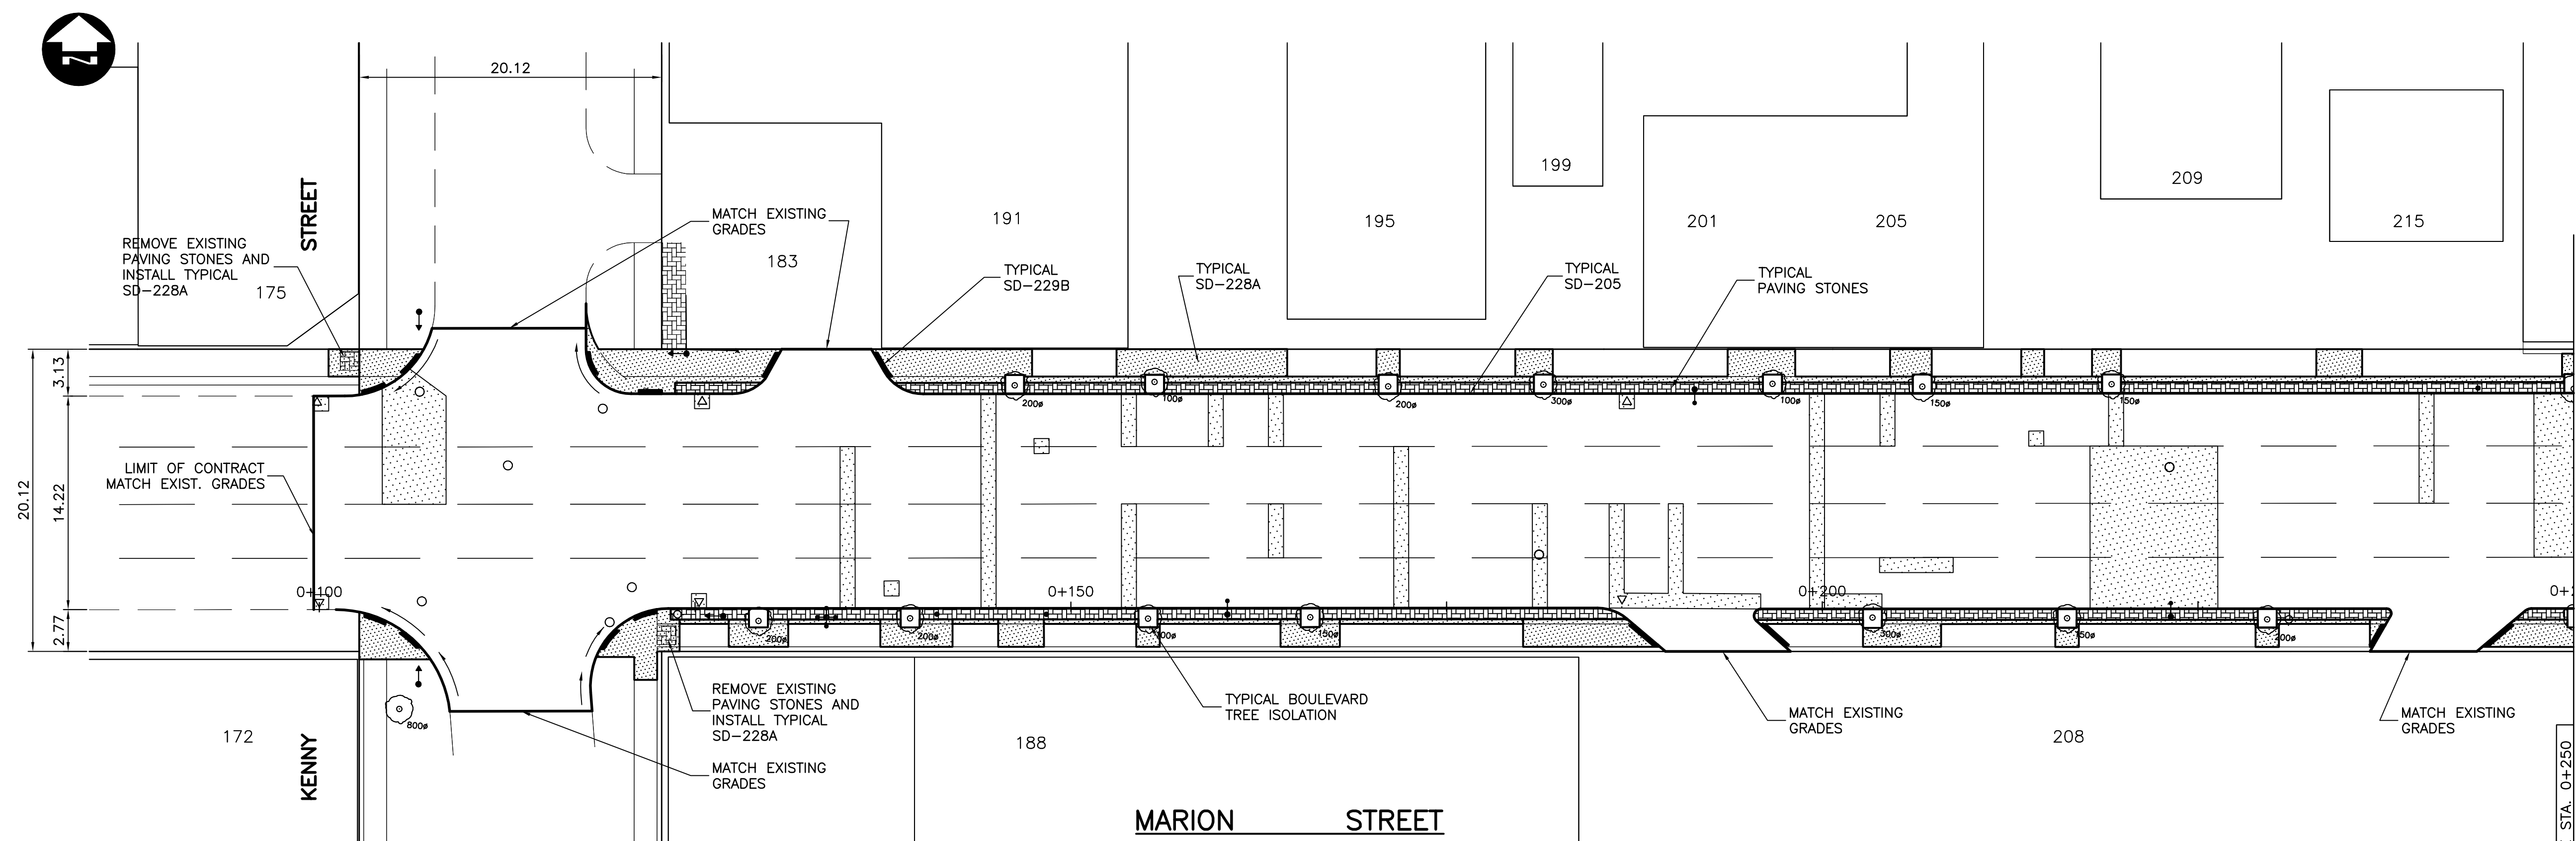 N
20.12
STREET
REMOVE EXISTING
PAVING STONES AND
INSTALL TYPICAL
SD-228A
175
MATCH EXISTING
GRADES
183
191
195
199
201
205
209
215
TYPICAL
SD-229B
TYPICAL
SD-228A
TYPICAL
SD-205
TYPICAL
PAVING STONES
3.13
14.22
20.12
2.77
200ø
100ø
200ø
300ø
100ø
150ø
150ø
LIMIT OF CONTRACT
MATCH EXIST. GRADES
0+100
0+150
0+200
200ø
200ø
150ø
300ø
150ø
200ø
800ø
172
KENNY
REMOVE EXISTING
PAVING STONES AND
INSTALL TYPICAL
SD-228A
MATCH EXISTING
GRADES
188
TYPICAL BOULEVARD
TREE ISOLATION
MATCH EXISTING
GRADES
208
MATCH EXISTING
GRADES
MARION STREET
STA. 0+250